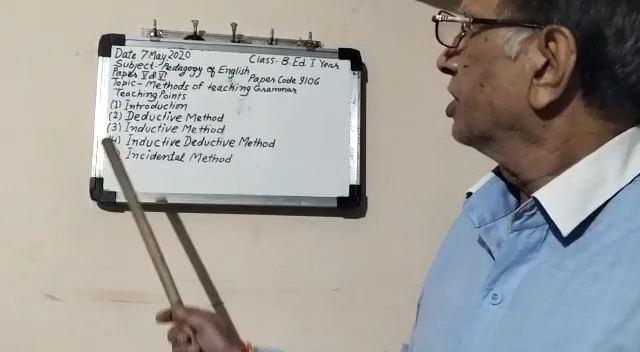 Date 7 May 2020 Class- B.Ed. I Year
Subject- Pedagogy of English
Paper V & VI Paper Code 9106
Topic- Methods of teaching Grammar
Teaching Points
(1) Introduction
(2) Deductive Method
(3) Inductive Method
(4) Inductive Deductive Method
) Incidental Method